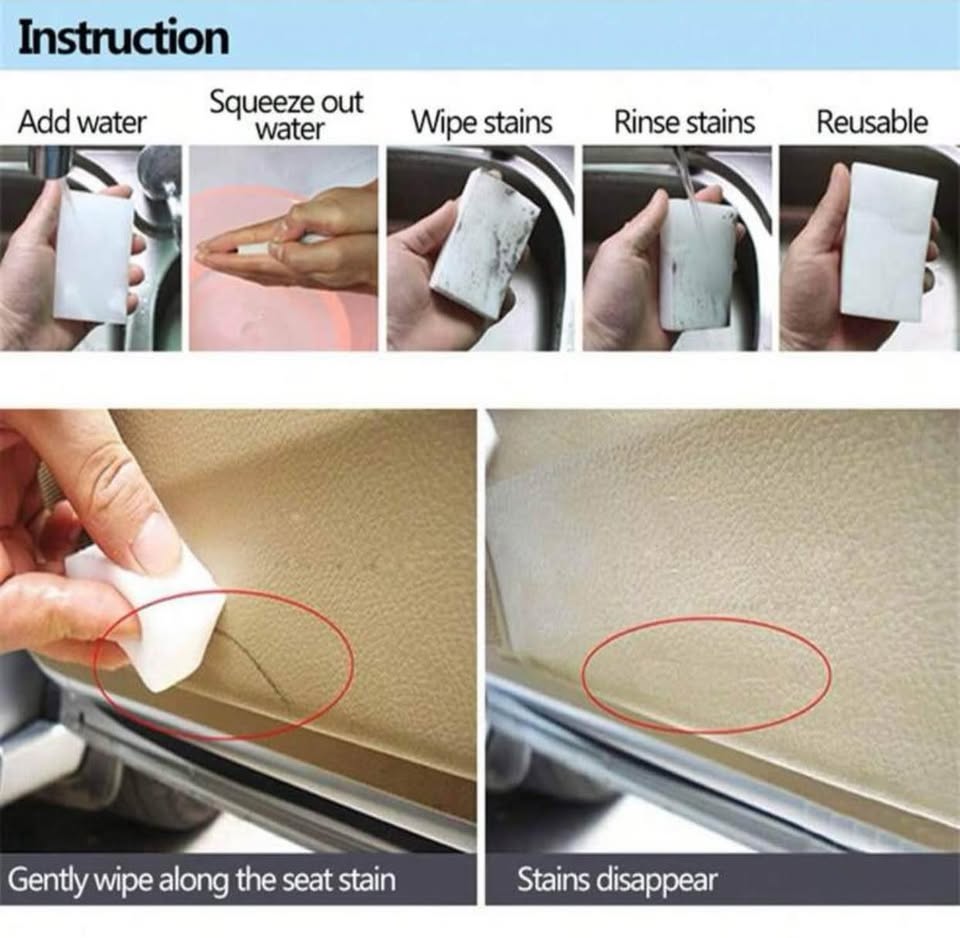 Instruction
Add water
Squeeze out
water
Wipe stains
Rinse stains
Reusable
Gently wipe along the seat stain
Stains disappear